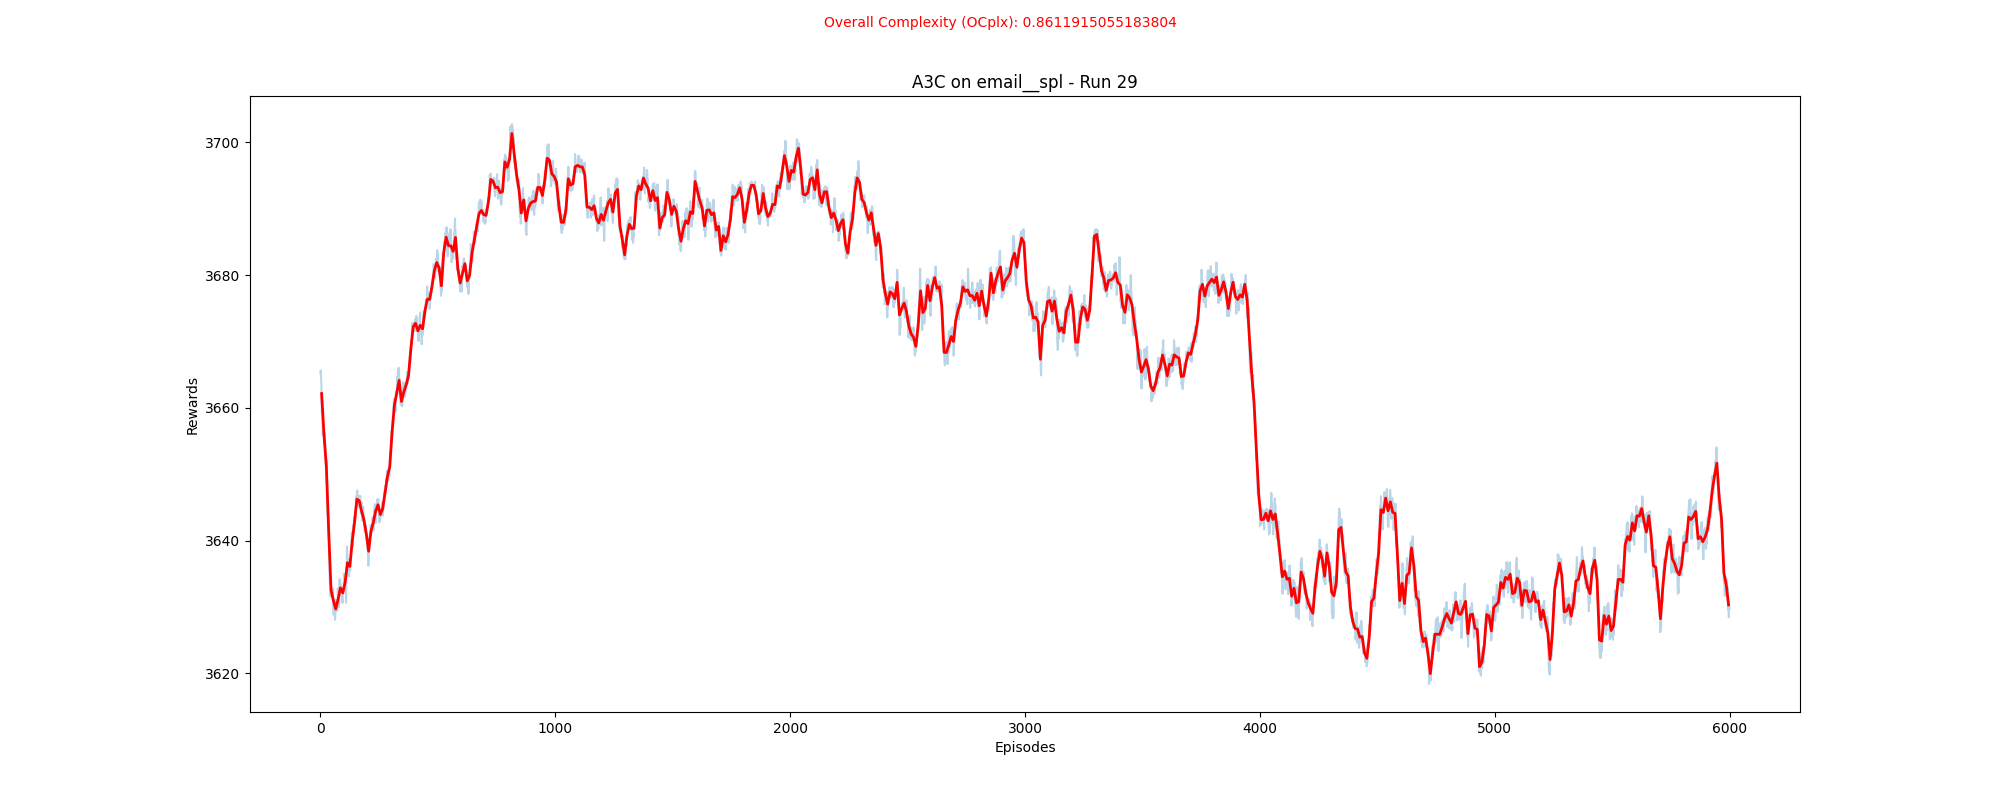 Overall Complexity (OCplx): 0.8611915055183804
A3C on email__spl - Run 29
3700
3680
3660
3640
3620
Rewards
0 1000 2000 3000 4000 5000 6000
Episodes